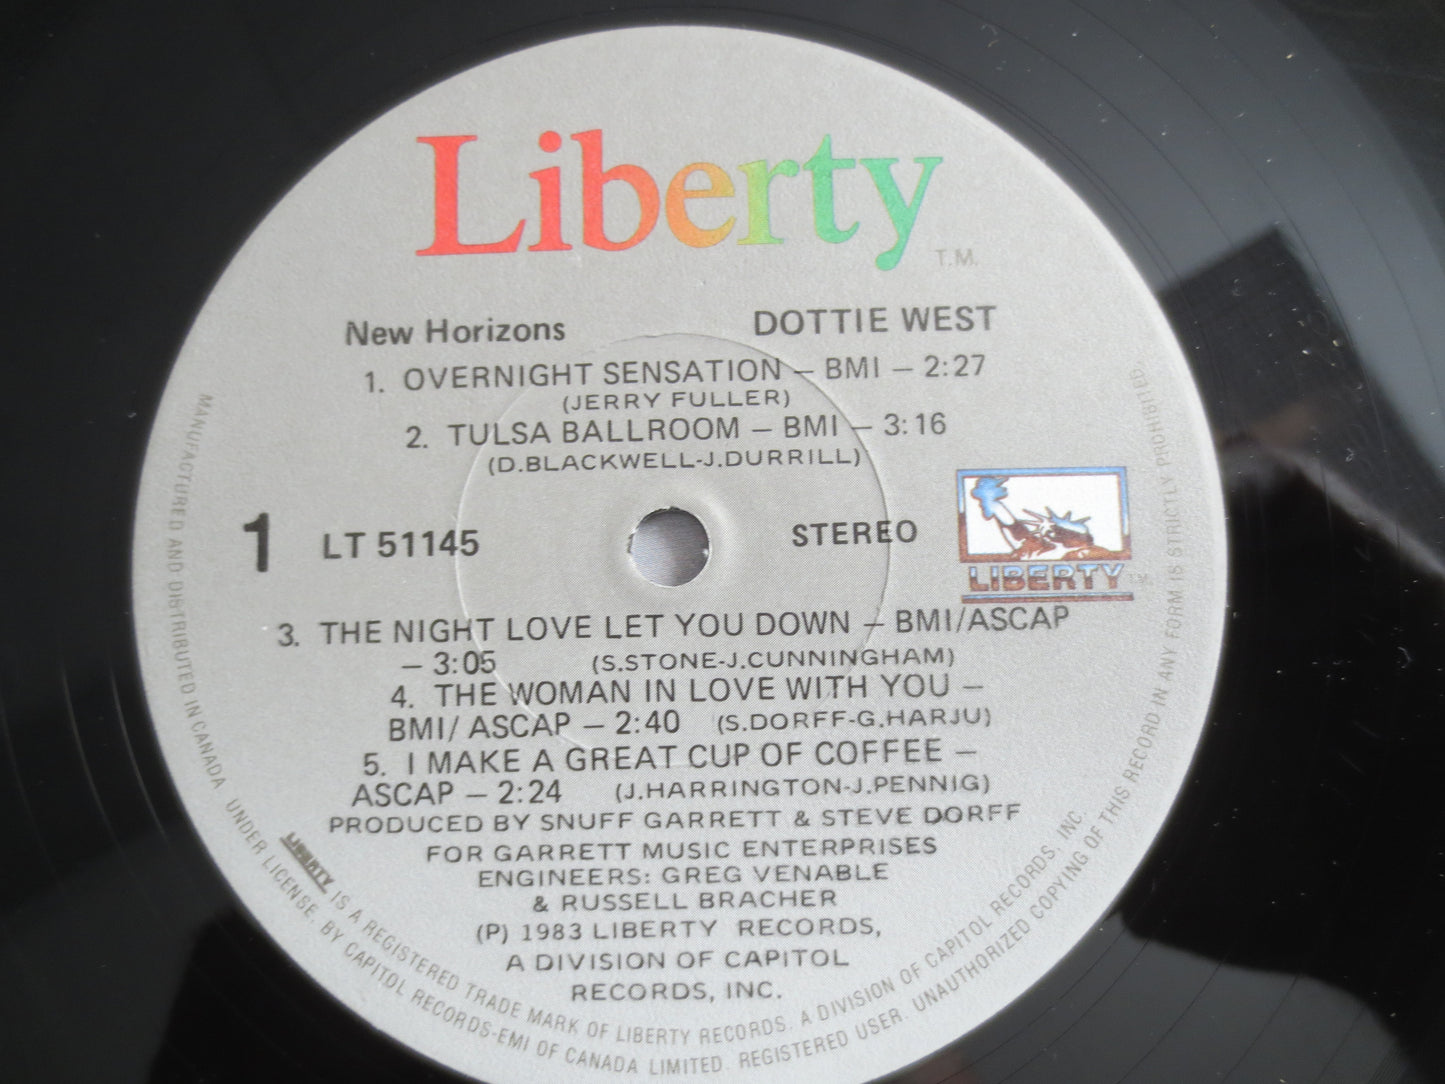 Liberty
T.M.
New Horizons DOTTIE WEST
1. OVERNIGHT SENSATION – BMI – 2:27
(JERRY FULLER)
2. TULSA BALLROOM – BMI – 3:16
(D.BLACKWELL-J.DURRILL)
1 LT 51145 STEREO
LIBERTY TM
3. THE NIGHT LOVE LET YOU DOWN – BMI/ASCAP
– 3:05 (S.STONE-J.CUNNINGHAM)
4. THE WOMAN IN LOVE WITH YOU –
BMI/ ASCAP – 2:40 (S.DORFF-G.HARJU)
5. I MAKE A GREAT CUP OF COFFEE –
ASCAP – 2:24 (J.HARRINGTON-J.PENNIG)
PRODUCED BY SNUFF GARRETT & STEVE DORFF
FOR GARRETT MUSIC ENTERPRISES
ENGINEERS: GREG VENABLE
& RUSSELL BRACHER
(P) 1983 LIBERTY RECORDS,
A DIVISION OF CAPITOL
RECORDS, INC.
LIBERTY IS A REGISTERED TRADE MARK OF LIBERTY RECORDS. A DIVISION OF CAPITOL RECORDS, INC.
MANUFACTURED AND DISTRIBUTED IN CANADA UNDER LICENSE. BY CAPITOL RECORDS-EMI OF CANADA LIMITED. REGISTERED USER. UNAUTHORIZED COPYING OF THIS RECORD IN ANY FORM IS STRICTLY PROHIBITED.